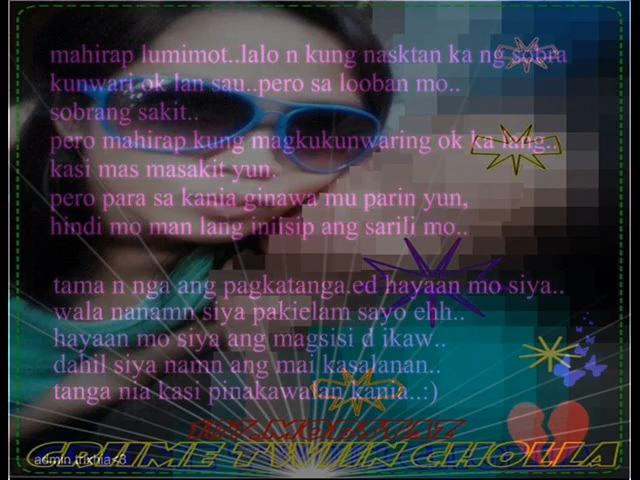 mahirap lumimot..lalo n kung nasktan ka ng sobra
kunwari ok lan sau..pero sa looban mo..
sobrang sakit..
pero mahirap kung magkukunwaring ok ka lang..
kasi mas masakit yun.
pero para sa kania ginawa mu parin yun,
hindi mo man lang iniisip ang sarili mo..
tama n nga ang pagkatanga,ed hayaan mo siya..
wala nanamn siya pakielam sayo ehh..
hayaan mo siya ang magsisi d ikaw..
dahil siya namn ang mai kasalanan..
tanga nia kasi pinakawalan kania..:)
CRIME TWIIN CHOLLA
admin trixtria<3